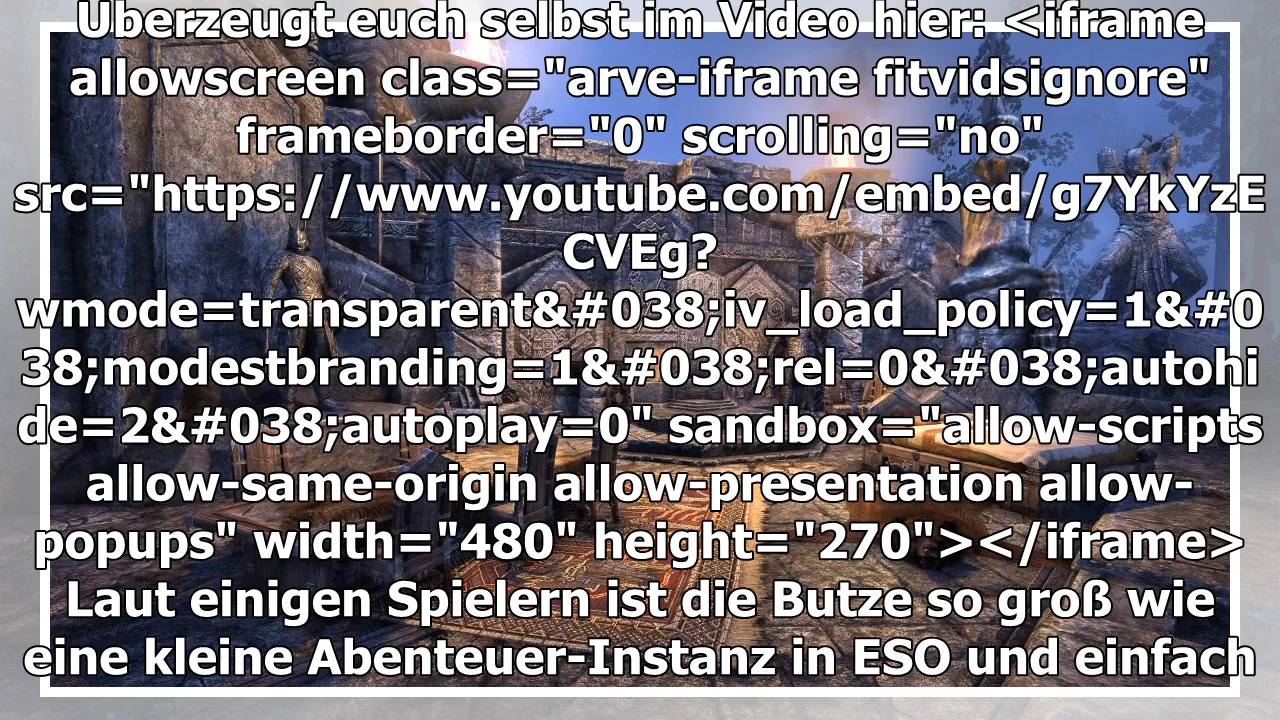 Überzeugt euch selbst im Video hier: <iframe
allowscreen class="arve-iframe fitvidsignore"
frameborder="0" scrolling="no"
src="https://www.youtube.com/embed/g7YkYzE
CVEg?
wmode=transparent&#038;iv_load_policy=1&#0
38;modestbranding=1&#038;rel=0&#038;autohi
de=2&#038;autoplay=0" sandbox="allow-scripts
allow-same-origin allow-presentation allow-
popups" width="480" height="270"></iframe>
Laut einigen Spielern ist die Butze so groß wie
eine kleine Abenteuer-Instanz in ESO und einfach